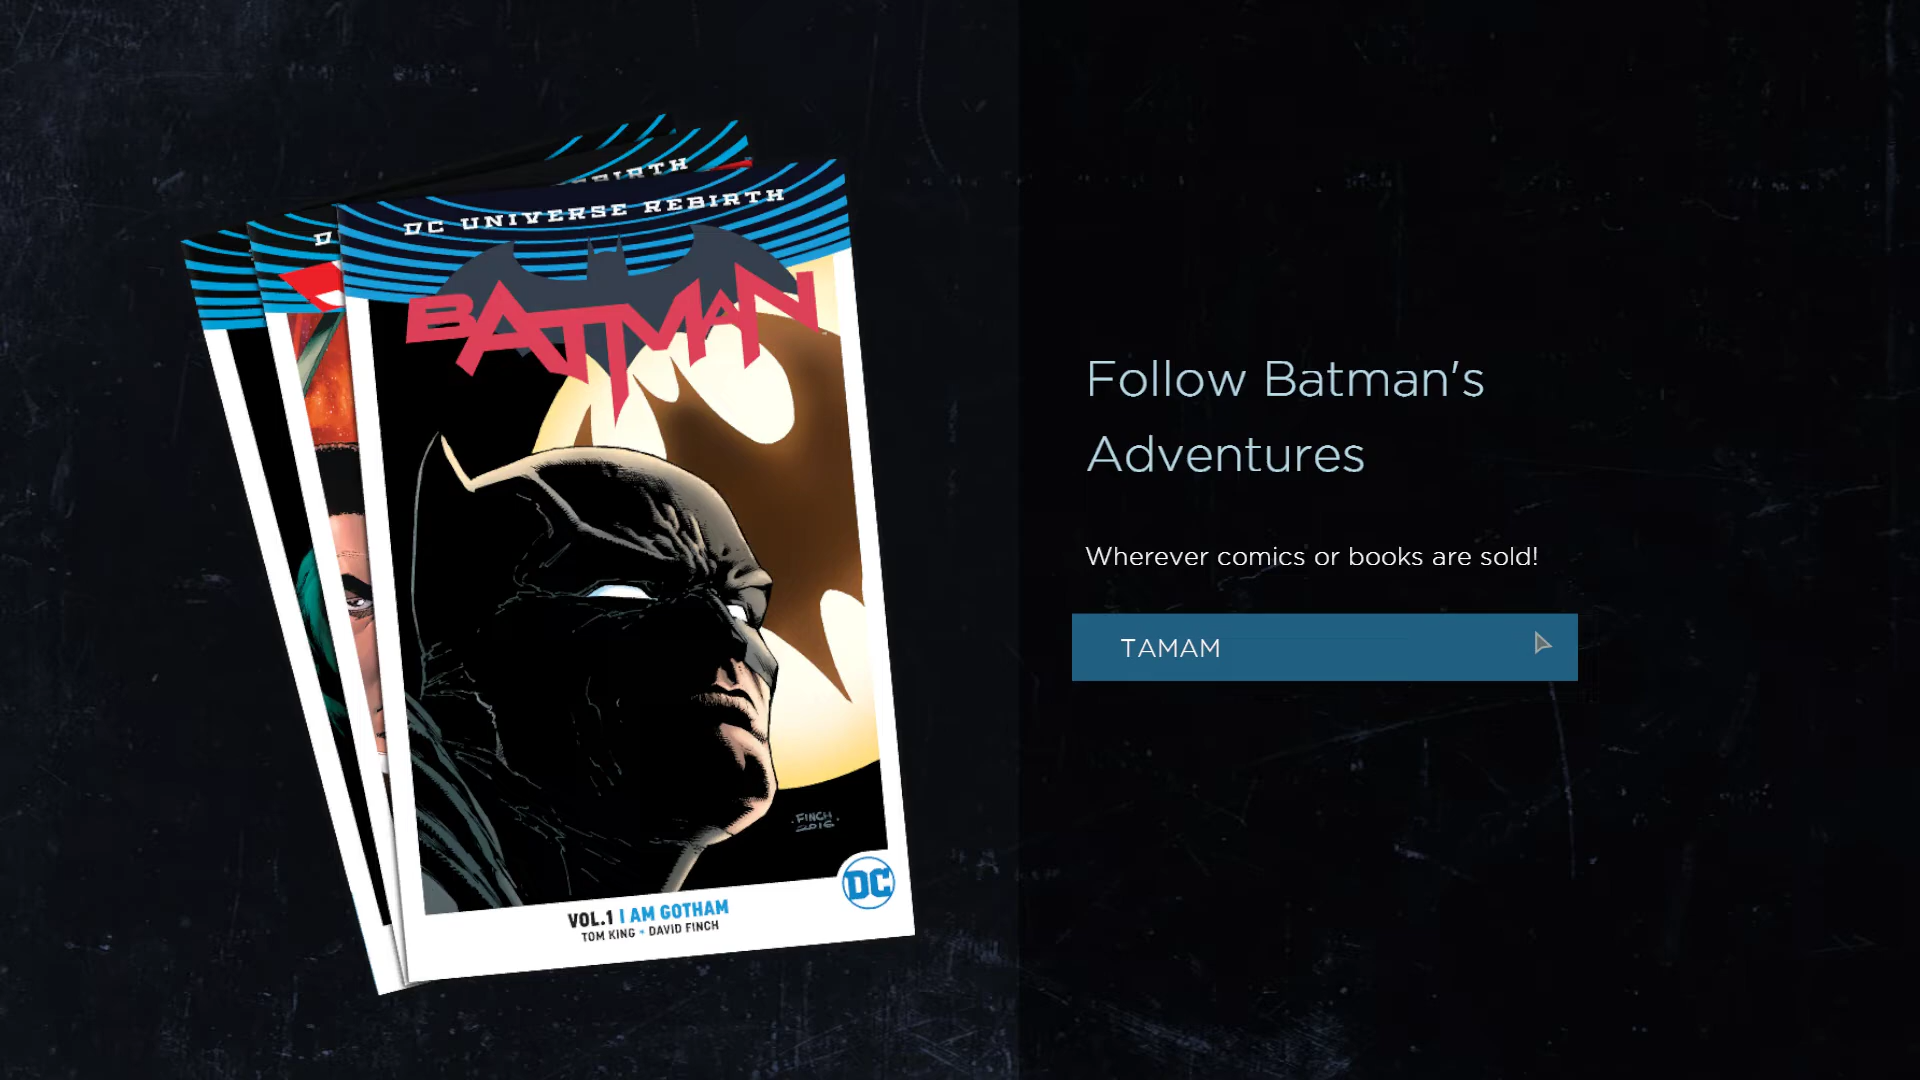 BIRTH
D
DC UNIVERSE REBIRTH
BATMAN
FINCH
2016
DC
VOL.1 I AM GOTHAM
TOM KING • DAVID FINCH
Follow Batman's
Adventures
Wherever comics or books are sold!
TAMAM